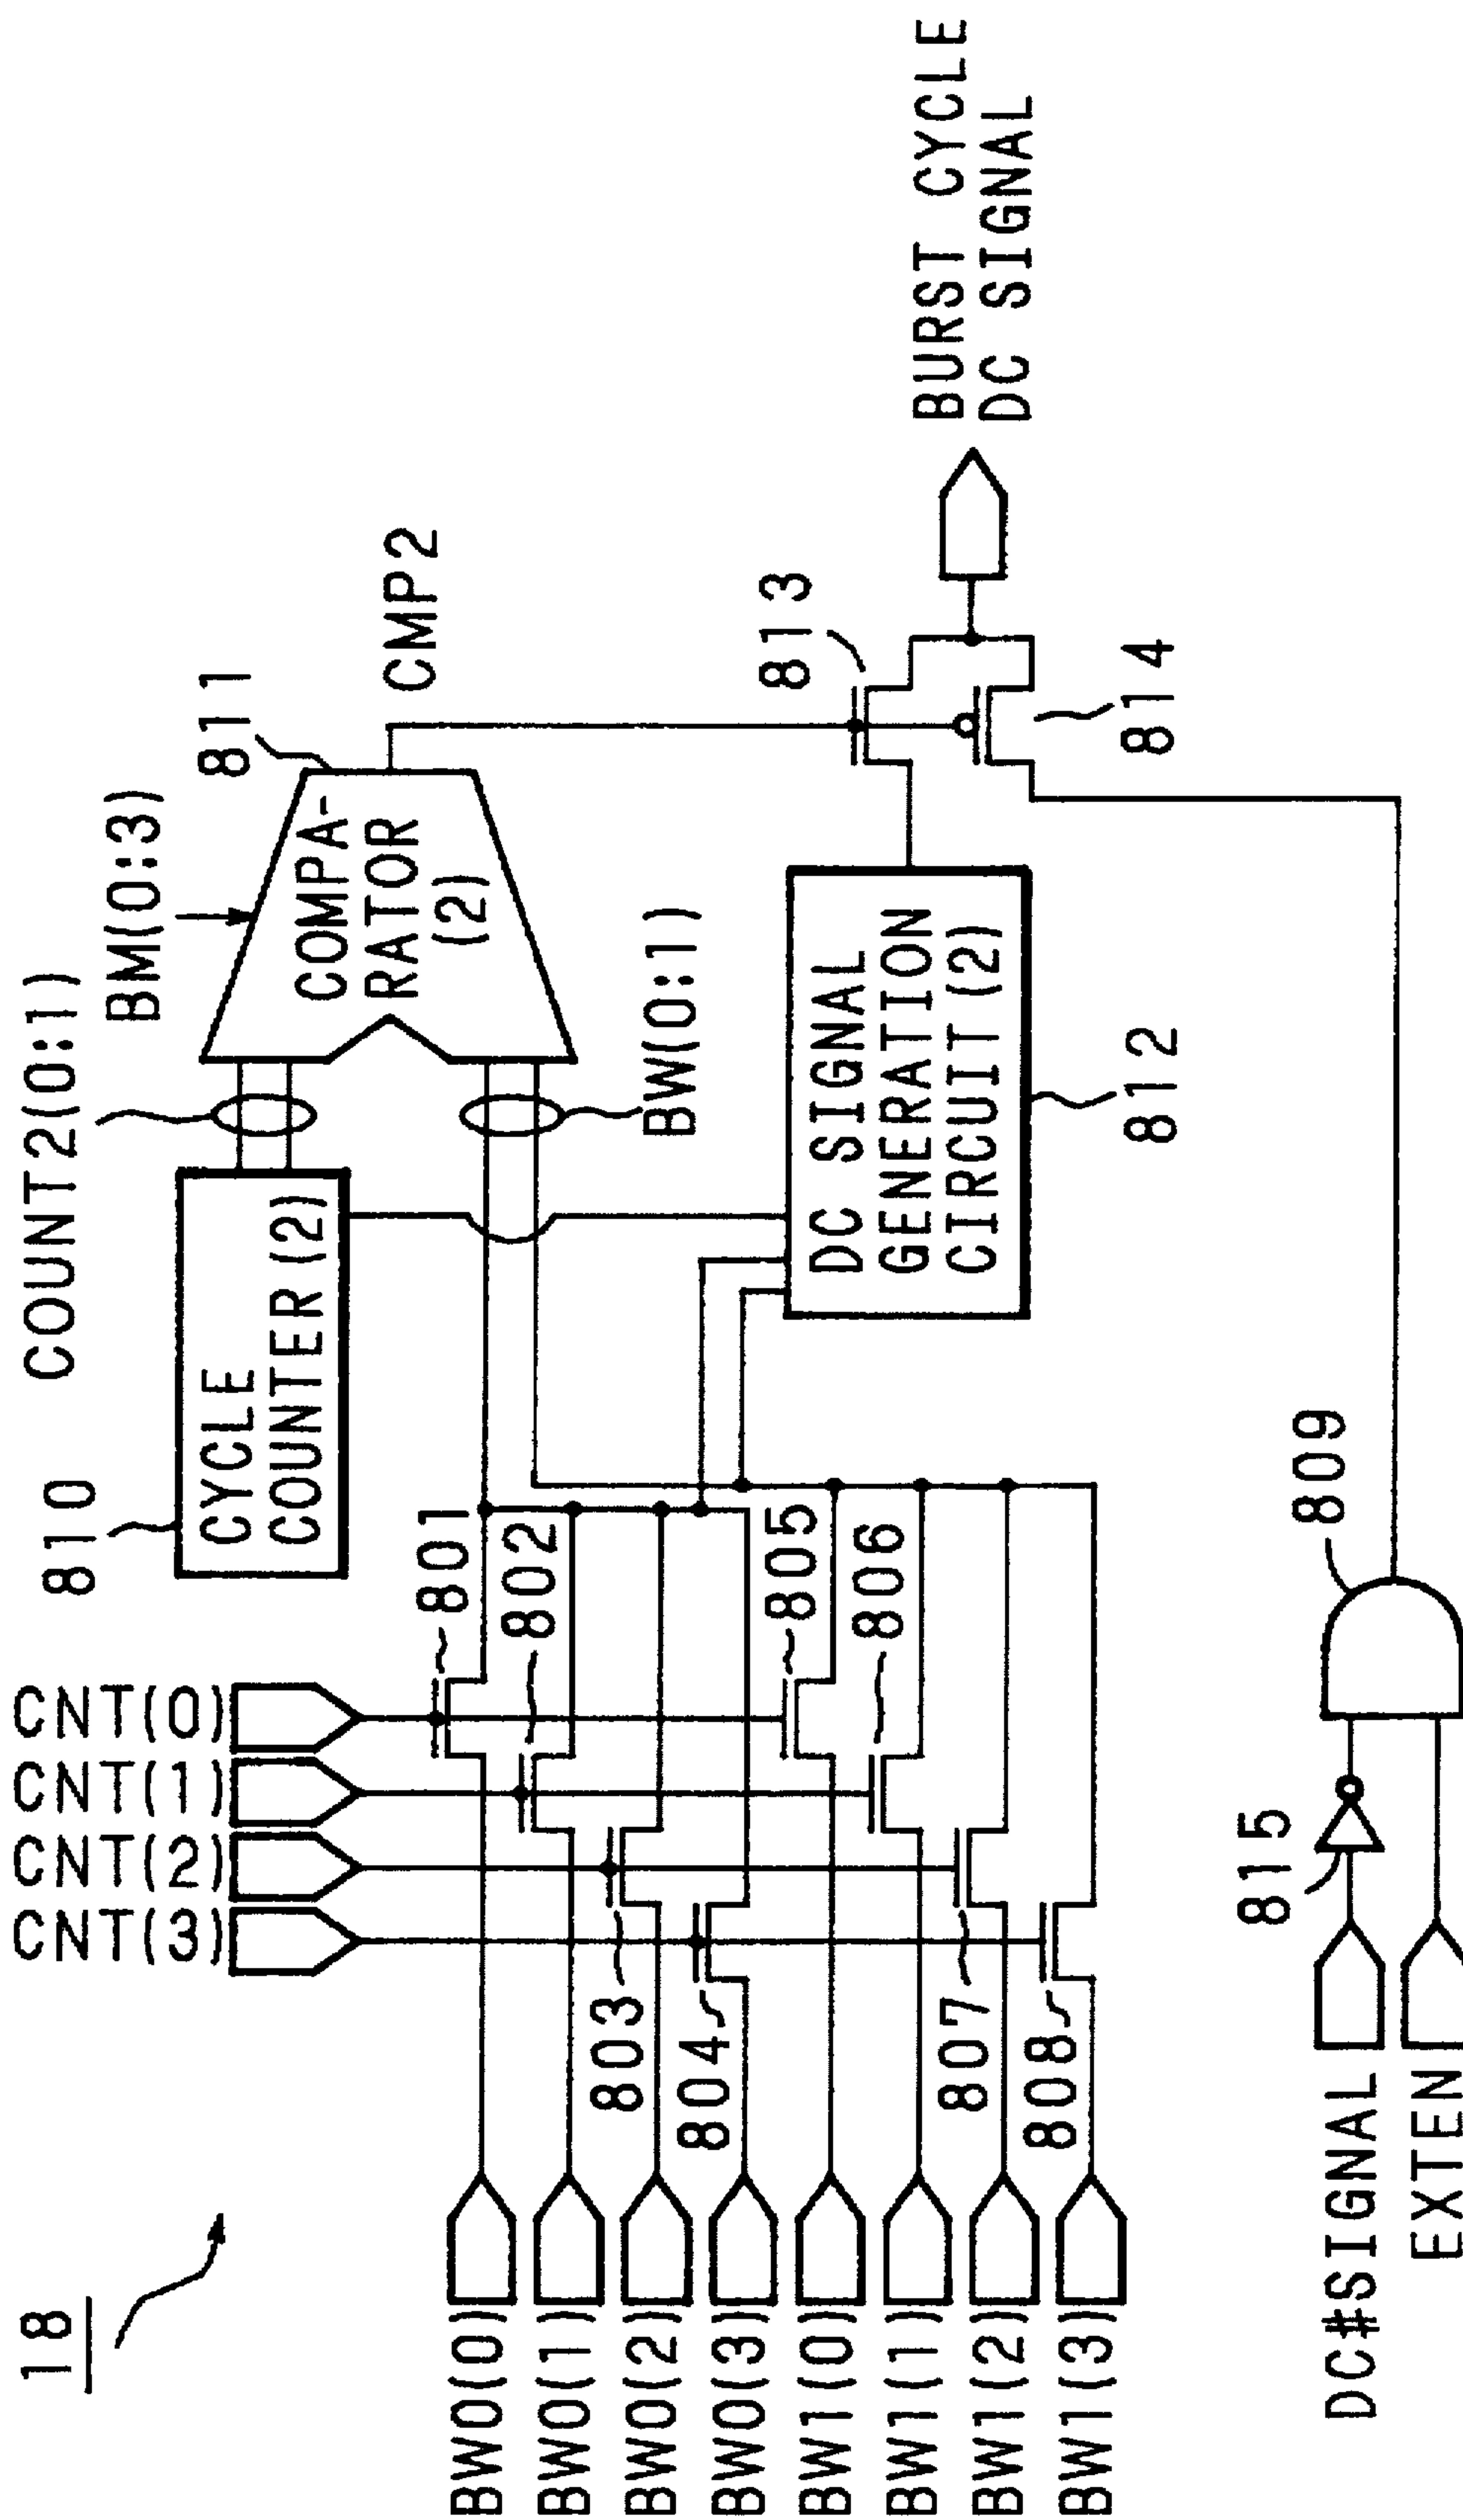 18
CNT(0)
CNT(1)
CNT(2)
CNT(3)
810
CYCLE
COUNTER(2)
COUNT2(0:1)
BM(0:3)
811
COMPA-
RATOR
(2)
CMP2
BW(0:1)
801
802
803
804
805
806
807
808
BW0(0)
BW0(1)
BW0(2)
BW0(3)
BW1(0)
BW1(1)
BW1(2)
BW1(3)
DC SIGNAL
GENERATION
CIRCUIT(2)
812
813
814
BURST CYCLE
DC SIGNAL
DC#SIGNAL
EXTEN
815
809